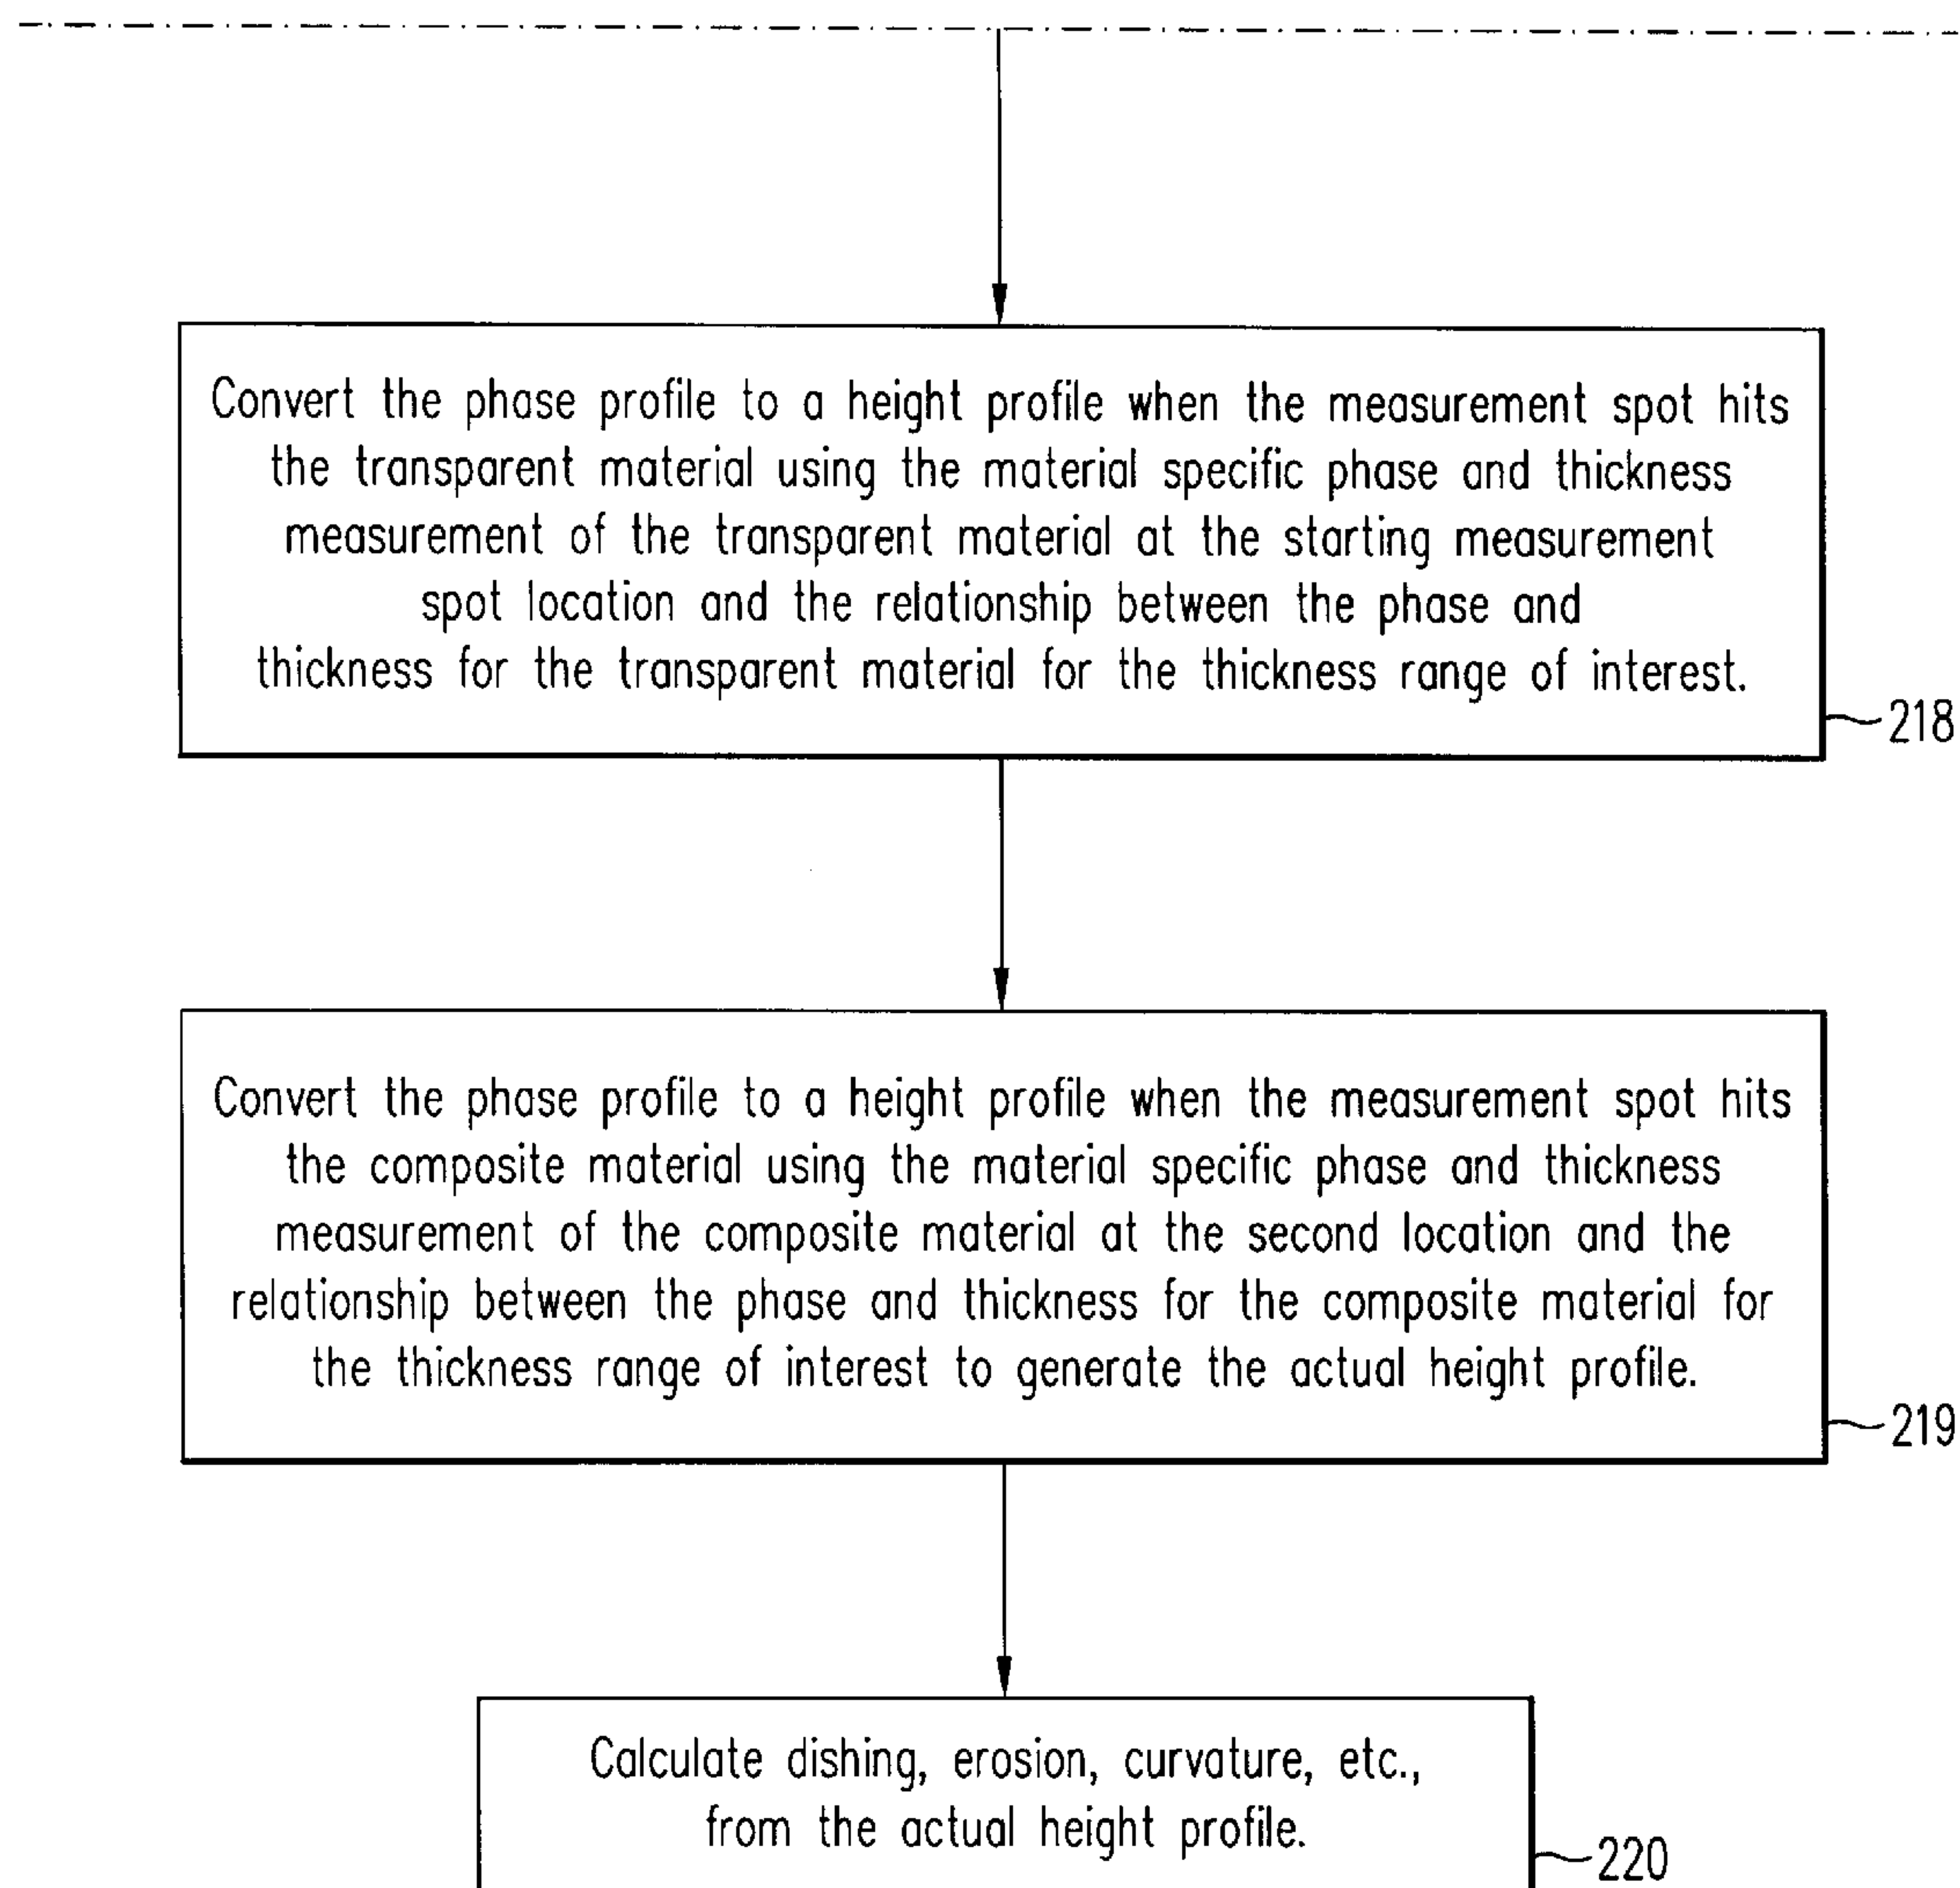 Convert the phase profile to a height profile when the measurement spot hits
the transparent material using the material specific phase and thickness
measurement of the transparent material at the starting measurement
spot location and the relationship between the phase and
thickness for the transparent material for the thickness range of interest.
218
Convert the phase profile to a height profile when the measurement spot hits
the composite material using the material specific phase and thickness
measurement of the composite material at the second location and the
relationship between the phase and thickness for the composite material for
the thickness range of interest to generate the actual height profile.
219
Calculate dishing, erosion, curvature, etc.,
from the actual height profile.
220